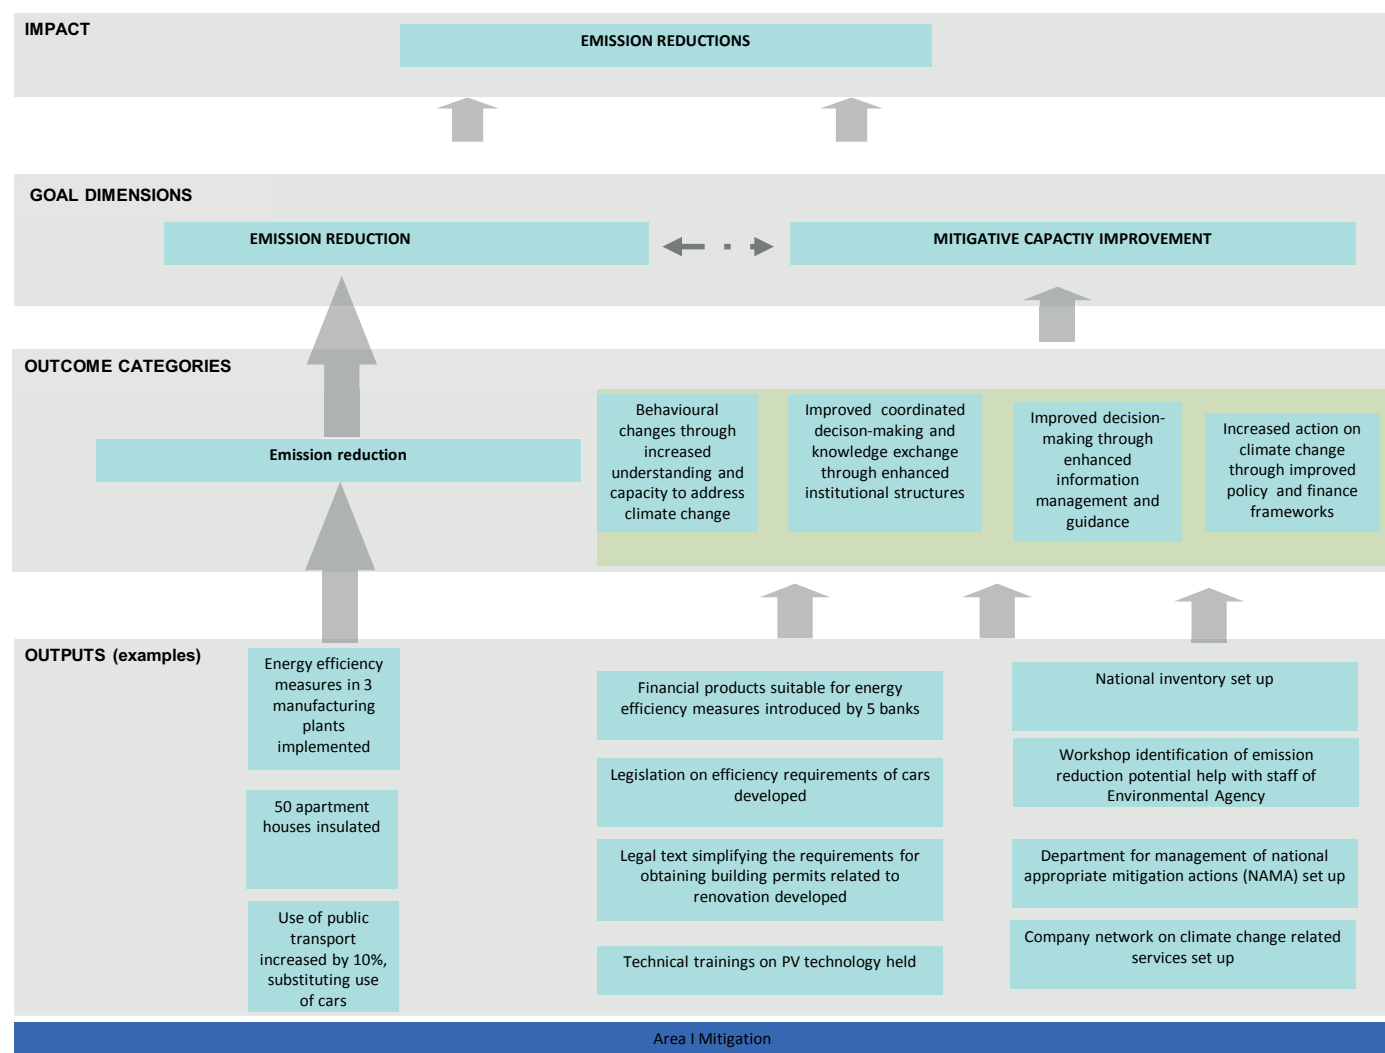 IMPACT
EMISSION REDUCTIONS
GOAL DIMENSIONS
EMISSION REDUCTION
MITIGATIVE CAPACTIY IMPROVEMENT
OUTCOME CATEGORIES
Emission reduction
Behavioural
changes through
increased
understanding and
capacity to address
climate change
Improved coordinated
decison-making and
knowledge exchange
through enhanced
institutional structures
Improved decision-
making through
enhanced
information
management and
guidance
Increased action on
climate change
through improved
policy and finance
frameworks
OUTPUTS (examples)
Energy efficiency
measures in 3
manufacturing
plants
implemented
50 apartment
houses insulated
Use of public
transport
increased by 10%,
substituting use
of cars
Financial products suitable for energy
efficiency measures introduced by 5 banks
Legislation on efficiency requirements of cars
developed
Legal text simplifying the requirements for
obtaining building permits related to
renovation developed
Technical trainings on PV technology held
National inventory set up
Workshop identification of emission
reduction potential help with staff of
Environmental Agency
Department for management of national
appropriate mitigation actions (NAMA) set up
Company network on climate change related
services set up
Area I Mitigation